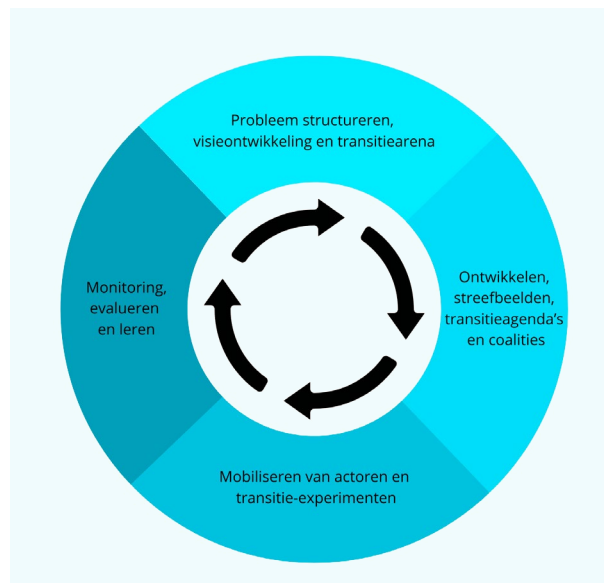 Probleem structureren,
visieontwikkeling en transitiearena
Ontwikkelen,
streefbeelden,
transitieagenda's
en coalities
Mobiliseren van actoren en
transitie-experimenten
Monitoring,
evalueren
en leren